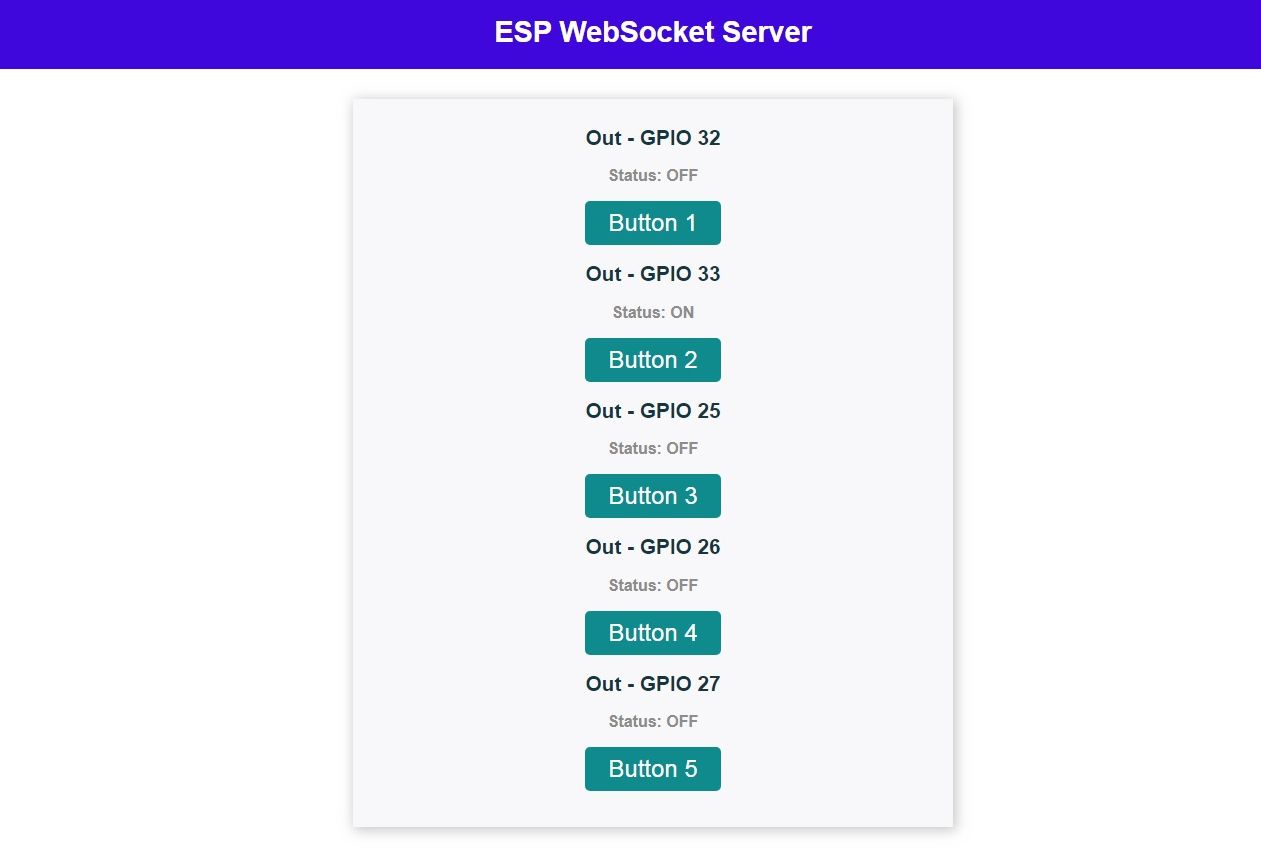 ESP WebSocket Server
Out - GPIO 32
Status: OFF
Button 1
Out - GPIO 33
Status: ON
Button 2
Out - GPIO 25
Status: OFF
Button 3
Out - GPIO 26
Status: OFF
Button 4
Out - GPIO 27
Status: OFF
Button 5